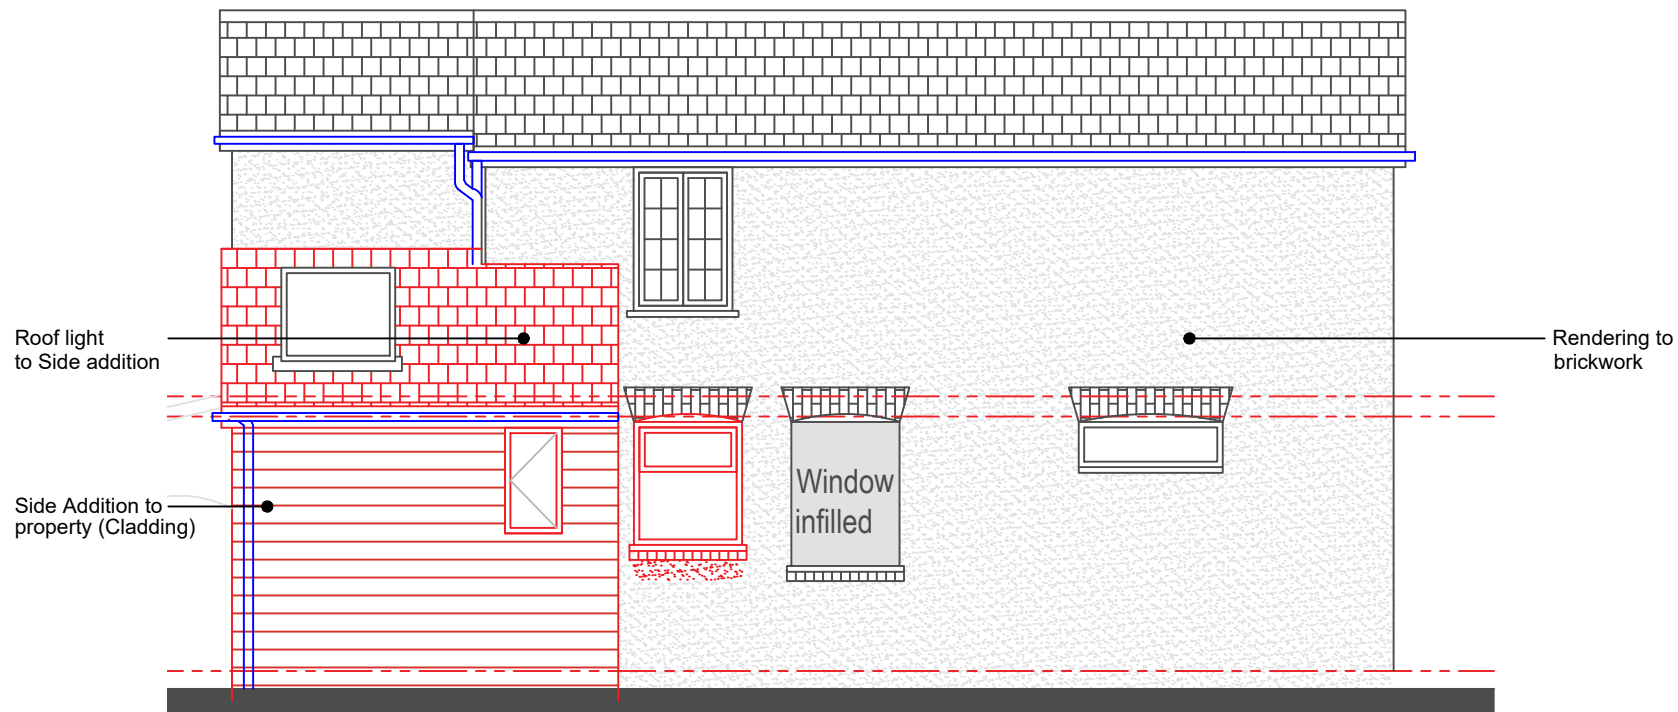 Roof light
to Side addition
Rendering to
brickwork
Window
infilled
Side Addition to
property (Cladding)